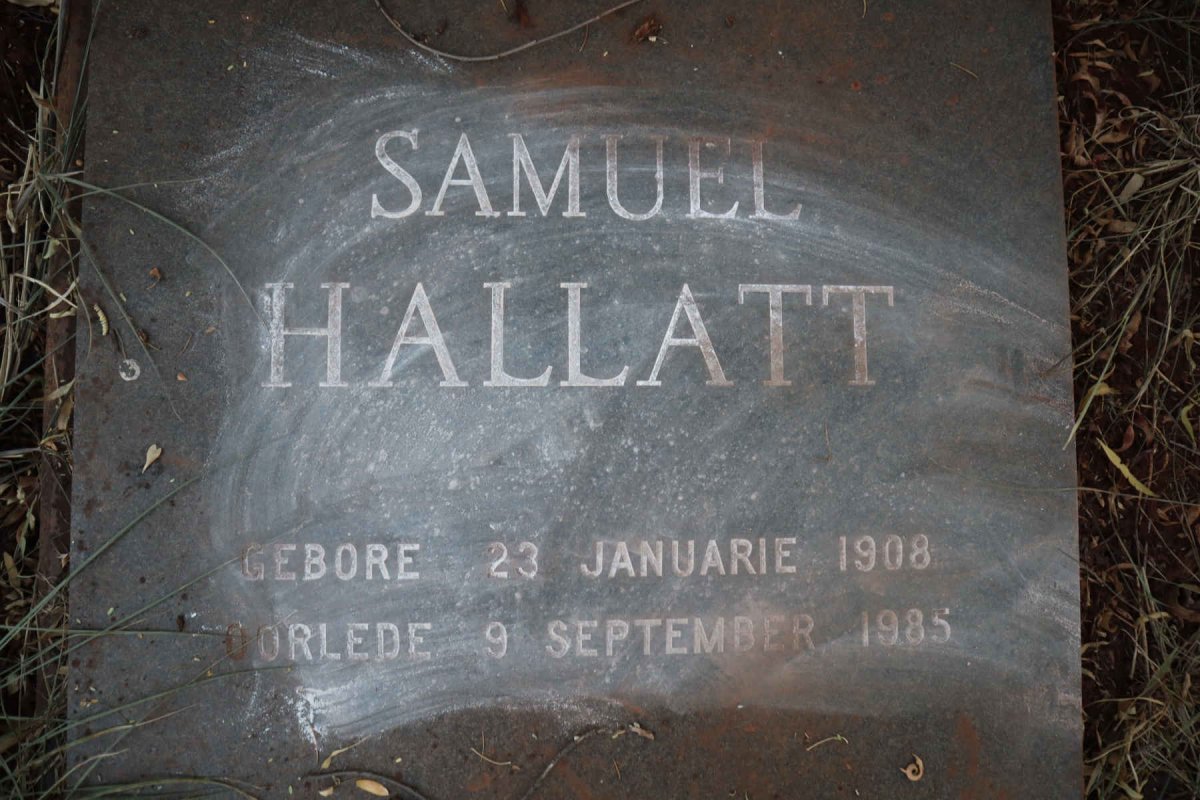 SAMUEL
HALLATT
GEBORE 23 JANUARIE 1908
OORLEDE 9 SEPTEMBER 1985